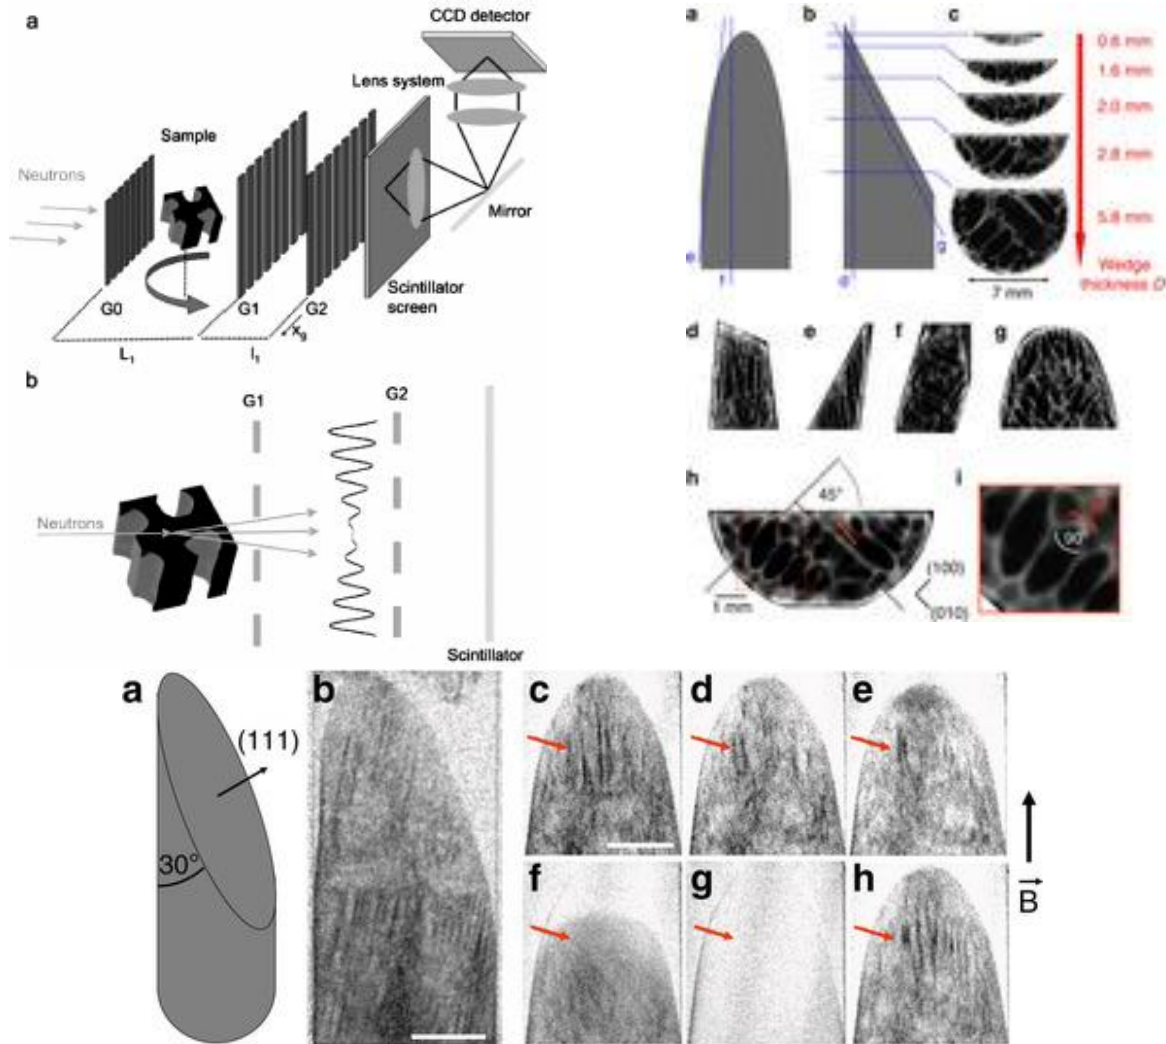 a
CCD detector
Lens system
Sample
Neutrons
Mirror
Scintillator
screen
G0
G1
G2
xg
L1
l1
b
G1
G2
Neutrons
Scintillator
a
b
c
0.6 mm
1.6 mm
2.0 mm
2.8 mm
5.8 mm
Wedge
thickness D
7 mm
e
f
d
g
d
e
f
g
h
45°
1 mm
(100)
(010)
i
90°
a
(111)
30°
b
c
d
e
f
g
h
B